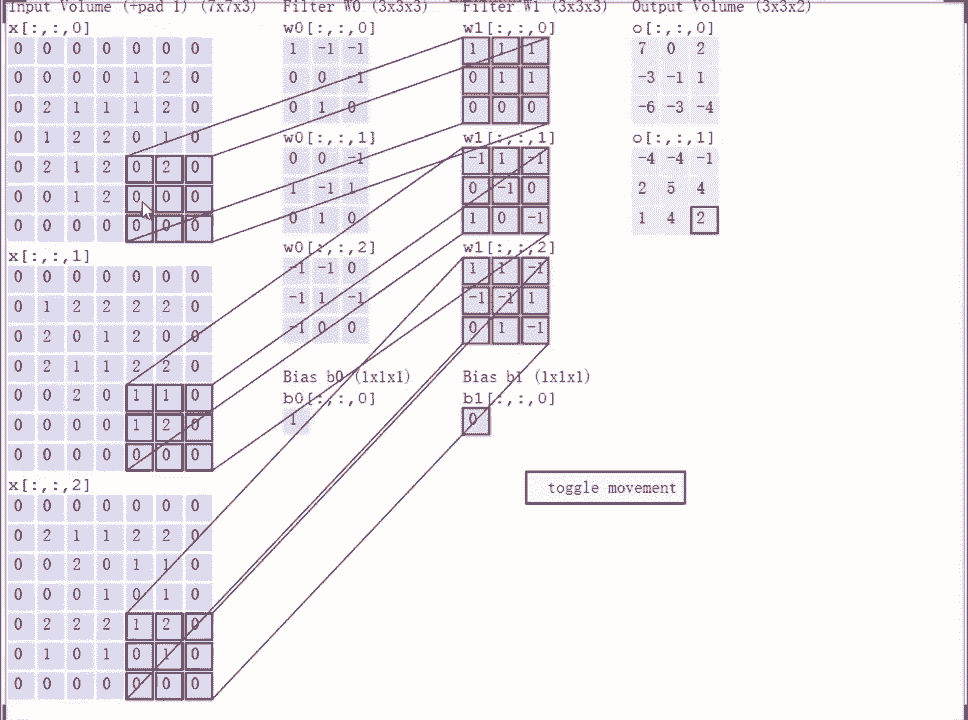 Input Volume (+pad 1) (7x7x3)
x[:,:,0]
0 0 0 0 0 0 0
0 0 0 0 1 2 0
0 2 1 1 1 2 0
0 1 2 2 0 1 0
0 2 1 2 0 2 0
0 0 1 2 0 0 0
0 0 0 0 0 0 0
x[:,:,1]
0 0 0 0 0 0 0
0 1 2 2 2 2 0
0 2 0 1 2 0 0
0 2 1 1 2 2 0
0 0 2 0 1 1 0
0 0 0 0 1 2 0
0 0 0 0 0 0 0
x[:,:,2]
0 0 0 0 0 0 0
0 2 1 1 2 2 0
0 0 2 0 1 1 0
0 0 0 1 0 1 0
0 2 2 2 1 2 0
0 1 0 1 0 1 0
0 0 0 0 0 0 0
Filter W0 (3x3x3)
w0[:,:,0]
1 -1 -1
0 0 -1
0 1 0
w0[:,:,1]
0 0 -1
1 -1 1
0 1 0
w0[:,:,2]
-1 -1 0
-1 1 -1
-1 0 0
Bias b0 (1x1x1)
b0[:,:,0]
1
Filter W1 (3x3x3)
w1[:,:,0]
1 1 1
0 1 1
0 0 0
w1[:,:,1]
-1 1 -1
0 -1 0
1 0 -1
w1[:,:,2]
1 1 -1
-1 -1 1
0 1 -1
Bias b1 (1x1x1)
b1[:,:,0]
0
Output Volume (3x3x2)
o[:,:,0]
7 0 2
-3 -1 1
-6 -3 -4
o[:,:,1]
-4 -4 -1
2 5 4
1 4 2
toggle movement